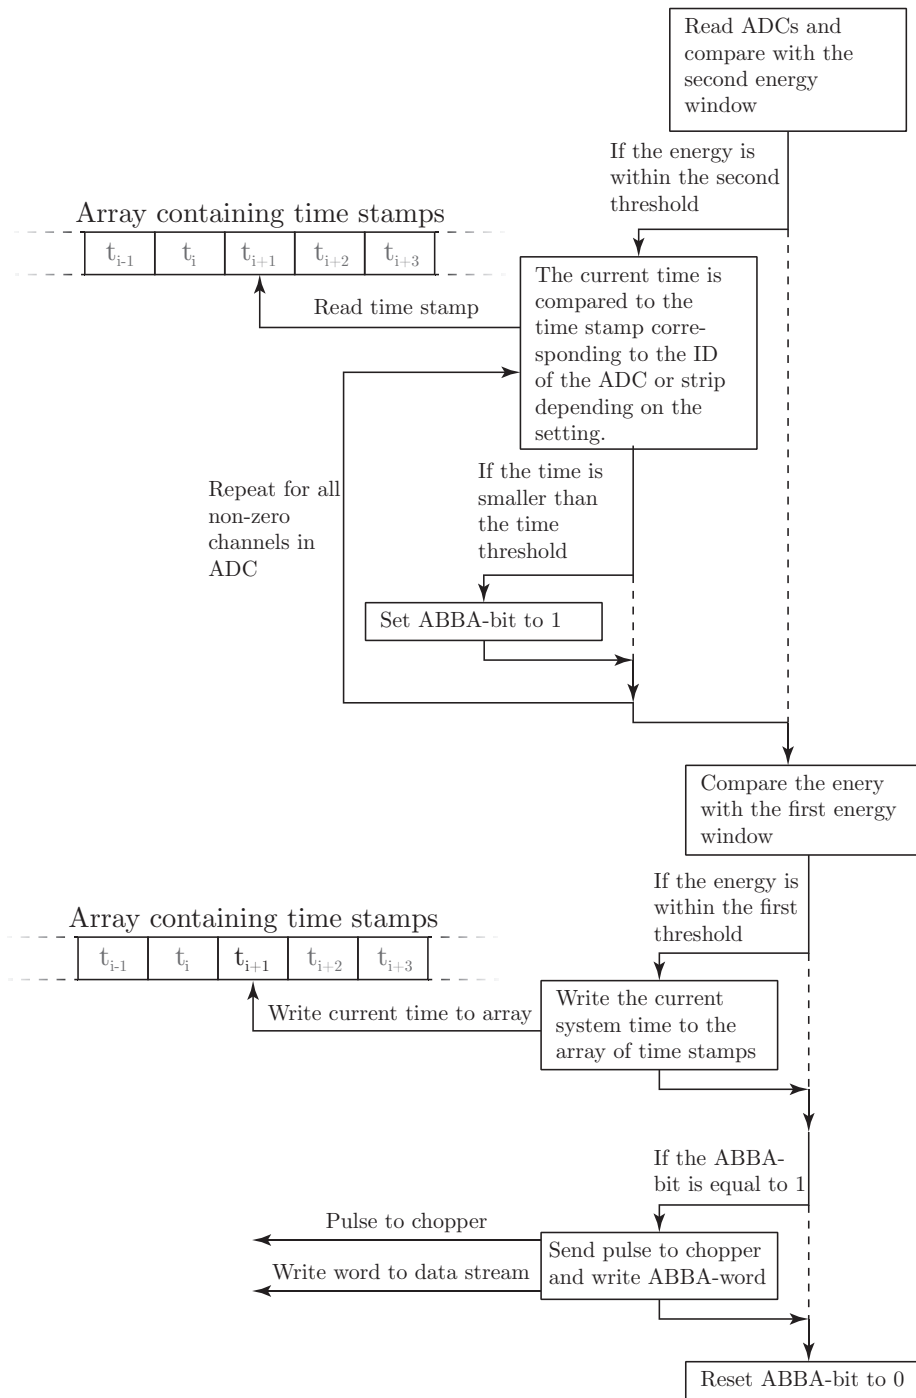 Read ADCs and
compare with the
second energy
window
If the energy is
within the second
threshold
Array containing time stamps
t_{i-1} t_i t_{i+1} t_{i+2} t_{i+3}
The current time is
compared to the
time stamp corre-
sponding to the ID
of the ADC or strip
depending on the
setting.
Read time stamp
If the time is
smaller than
the time
threshold
Repeat for all
non-zero
channels in
ADC
Set ABBA-bit to 1
Compare the enery
with the first energy
window
If the energy is
within the first
threshold
Array containing time stamps
t_{i-1} t_i t_{i+1} t_{i+2} t_{i+3}
Write the current
system time to the
array of time stamps
Write current time to array
If the ABBA-
bit is equal to 1
Pulse to chopper
Send pulse to chopper
and write ABBA-word
Write word to data stream
Reset ABBA-bit to 0